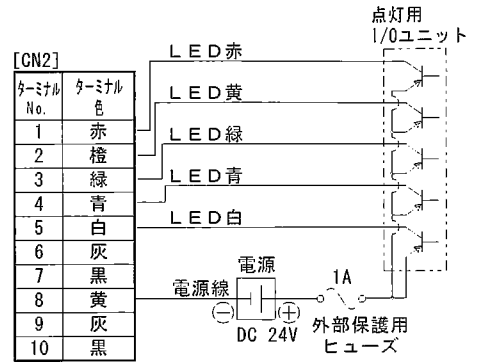 点灯用
I/Oユニット
[CN2]
ターミナル No. ターミナル 色
1 赤
2 橙
3 緑
4 青
5 白
6 灰
7 黒
8 黄
9 灰
10 黒
LED赤
LED黄
LED緑
LED青
LED白
電源
電源線
⊖ ⊕
DC 24V
1A
外部保護用
ヒューズ